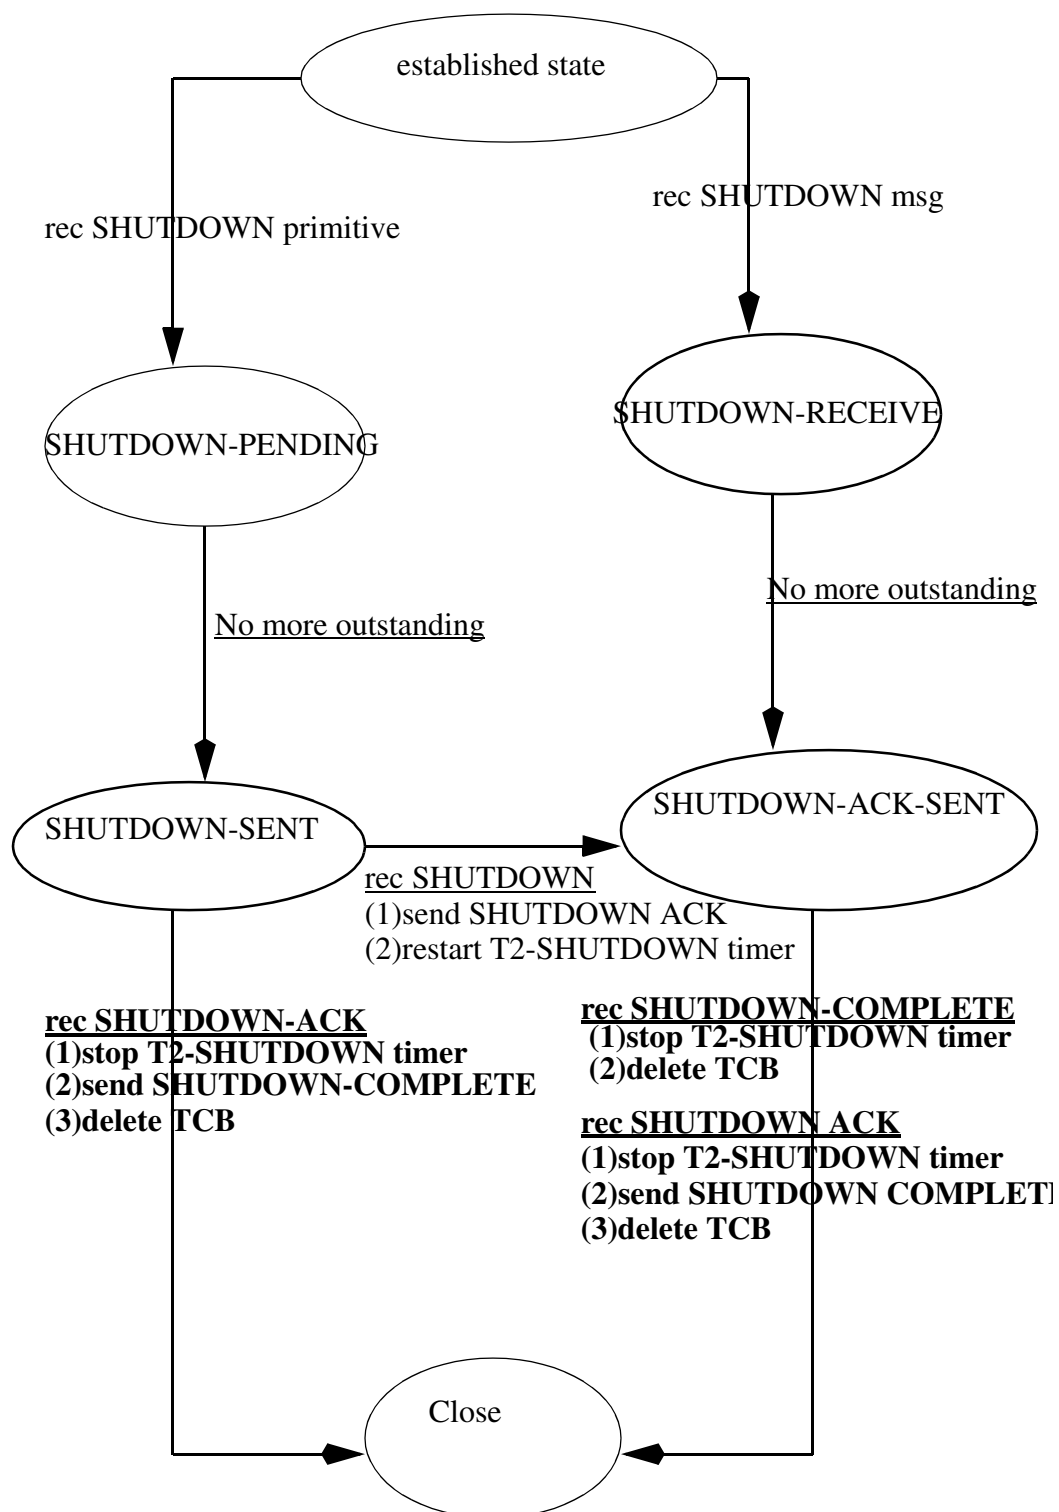 established state
rec SHUTDOWN msg
rec SHUTDOWN primitive
SHUTDOWN-RECEIVE
SHUTDOWN-PENDING
No more outstanding
No more outstanding
SHUTDOWN-ACK-SENT
SHUTDOWN-SENT
rec SHUTDOWN
(1)send SHUTDOWN ACK
(2)restart T2-SHUTDOWN timer
rec SHUTDOWN-ACK
(1)stop T2-SHUTDOWN timer
(2)send SHUTDOWN-COMPLETE
(3)delete TCB
rec SHUTDOWN-COMPLETE
(1)stop T2-SHUTDOWN timer
(2)delete TCB
rec SHUTDOWN ACK
(1)stop T2-SHUTDOWN timer
(2)send SHUTDOWN COMPLETE
(3)delete TCB
Close